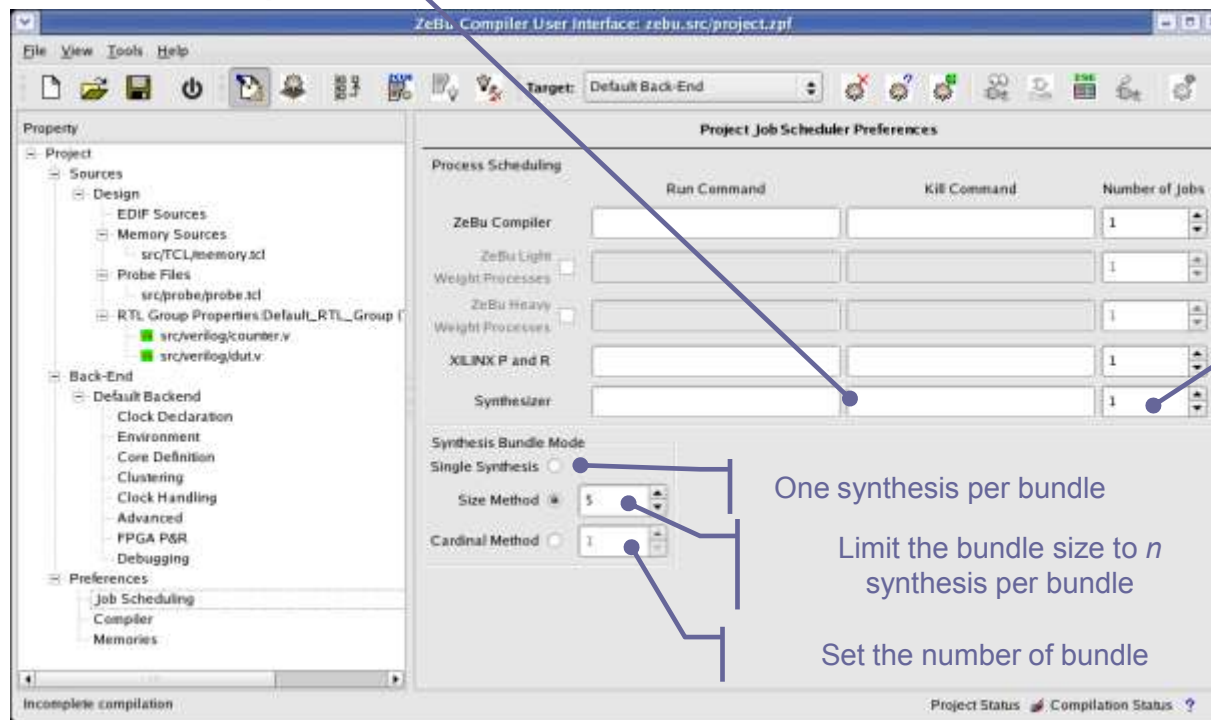 ZeBu Compiler User Interface: zebu.src/project.zpf
File View Tools Help
Target: Default Back-End
Property
Project
Sources
Design
EDIF Sources
Memory Sources
src/TCL/memory.tcl
Probe Files
src/probe/probe.tcl
RTL Group Properties:Default_RTL_Group (
src/verilog/counter.v
src/verilog/dut.v
Back-End
Default Backend
Clock Declaration
Environment
Core Definition
Clustering
Clock Handling
Advanced
FPGA P&R
Debugging
Preferences
Job Scheduling
Compiler
Memories
Project Job Scheduler Preferences
Process Scheduling
Run Command Kill Command Number of Jobs
ZeBu Compiler 1
ZeBu Light
Weight Processes 1
ZeBu Heavy
Weight Processes 1
XILINX P and R 1
Synthesizer 1
Synthesis Bundle Mode
Single Synthesis
Size Method 5
Cardinal Method 1
One synthesis per bundle
Limit the bundle size to n
synthesis per bundle
Set the number of bundle
Incomplete compilation
Project Status Compilation Status ?